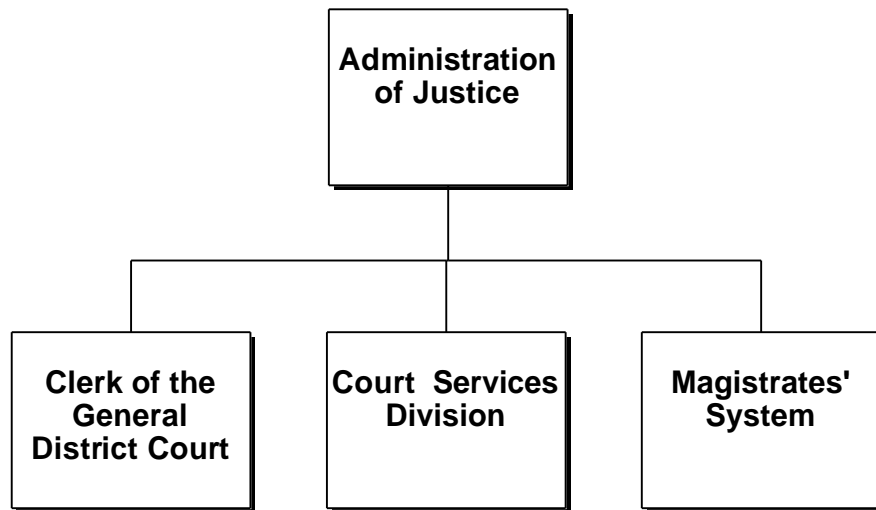 Administration
of Justice
Clerk of the
General
District Court
Court Services
Division
Magistrates'
System